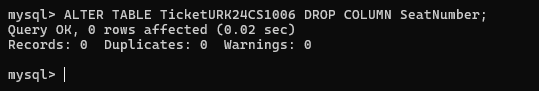 mysql> ALTER TABLE TicketURK24CS1006 DROP COLUMN SeatNumber;
Query OK, 0 rows affected (0.02 sec)
Records: 0  Duplicates: 0  Warnings: 0
mysql>